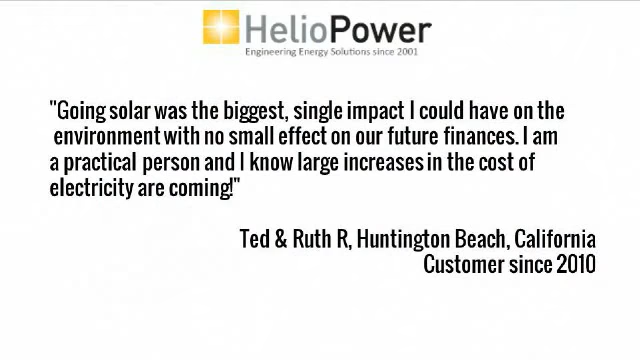 HelioPower
Engineering Energy Solutions since 2001
"Going solar was the biggest, single impact I could have on the
environment with no small effect on our future finances. I am
a practical person and I know large increases in the cost of
electricity are coming!"
Ted & Ruth R, Huntington Beach, California
Customer since 2010